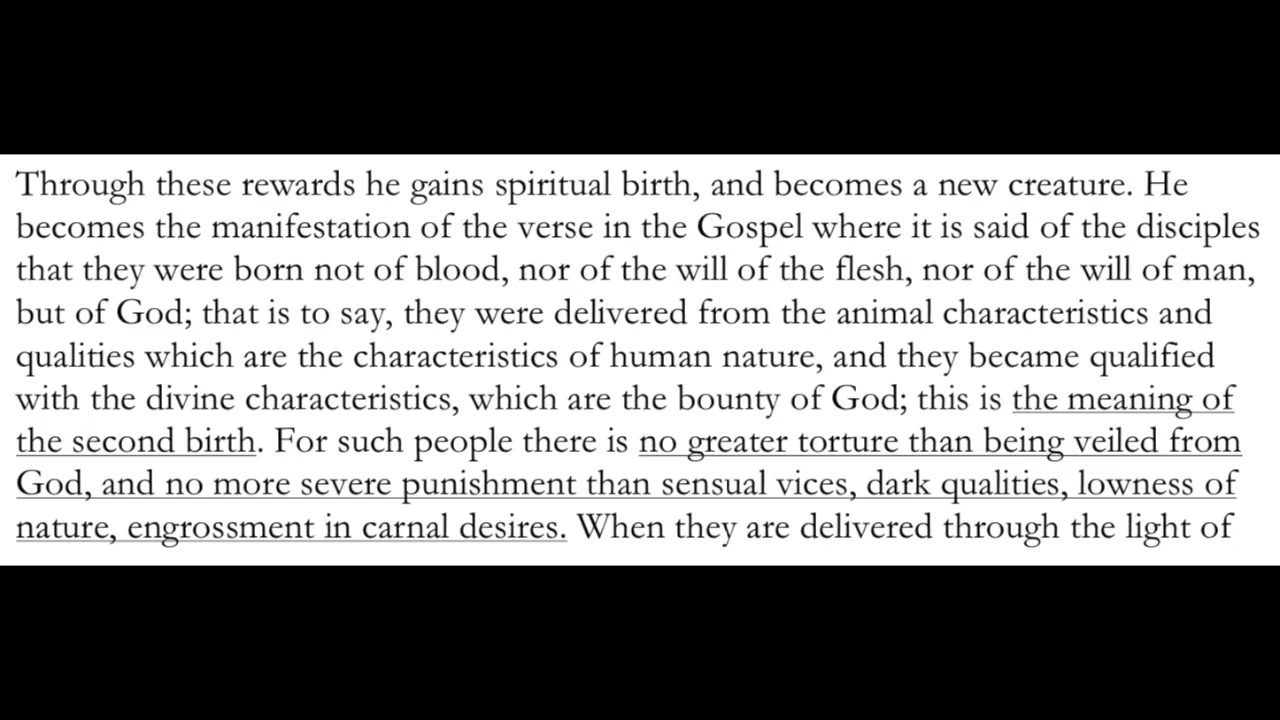 Through these rewards he gains spiritual birth, and becomes a new creature. He
becomes the manifestation of the verse in the Gospel where it is said of the disciples
that they were born not of blood, nor of the will of the flesh, nor of the will of man,
but of God; that is to say, they were delivered from the animal characteristics and
qualities which are the characteristics of human nature, and they became qualified
with the divine characteristics, which are the bounty of God; this is the meaning of
the second birth. For such people there is no greater torture than being veiled from
God, and no more severe punishment than sensual vices, dark qualities, lowness of
nature, engrossment in carnal desires. When they are delivered through the light of